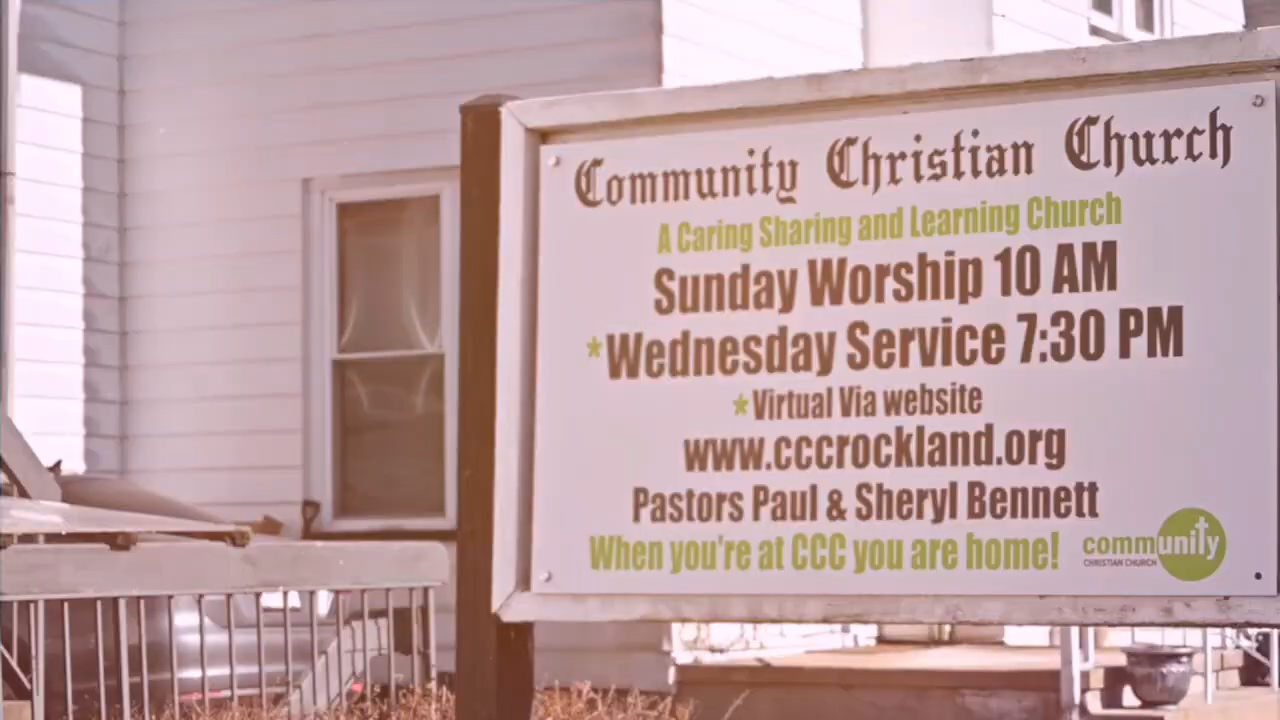 Community Christian Church
A Caring Sharing and Learning Church
Sunday Worship 10 AM
*Wednesday Service 7:30 PM
*Virtual Via website
www.cccrockland.org
Pastors Paul & Sheryl Bennett
When you're at CCC you are home!
community
CHRISTIAN CHURCH